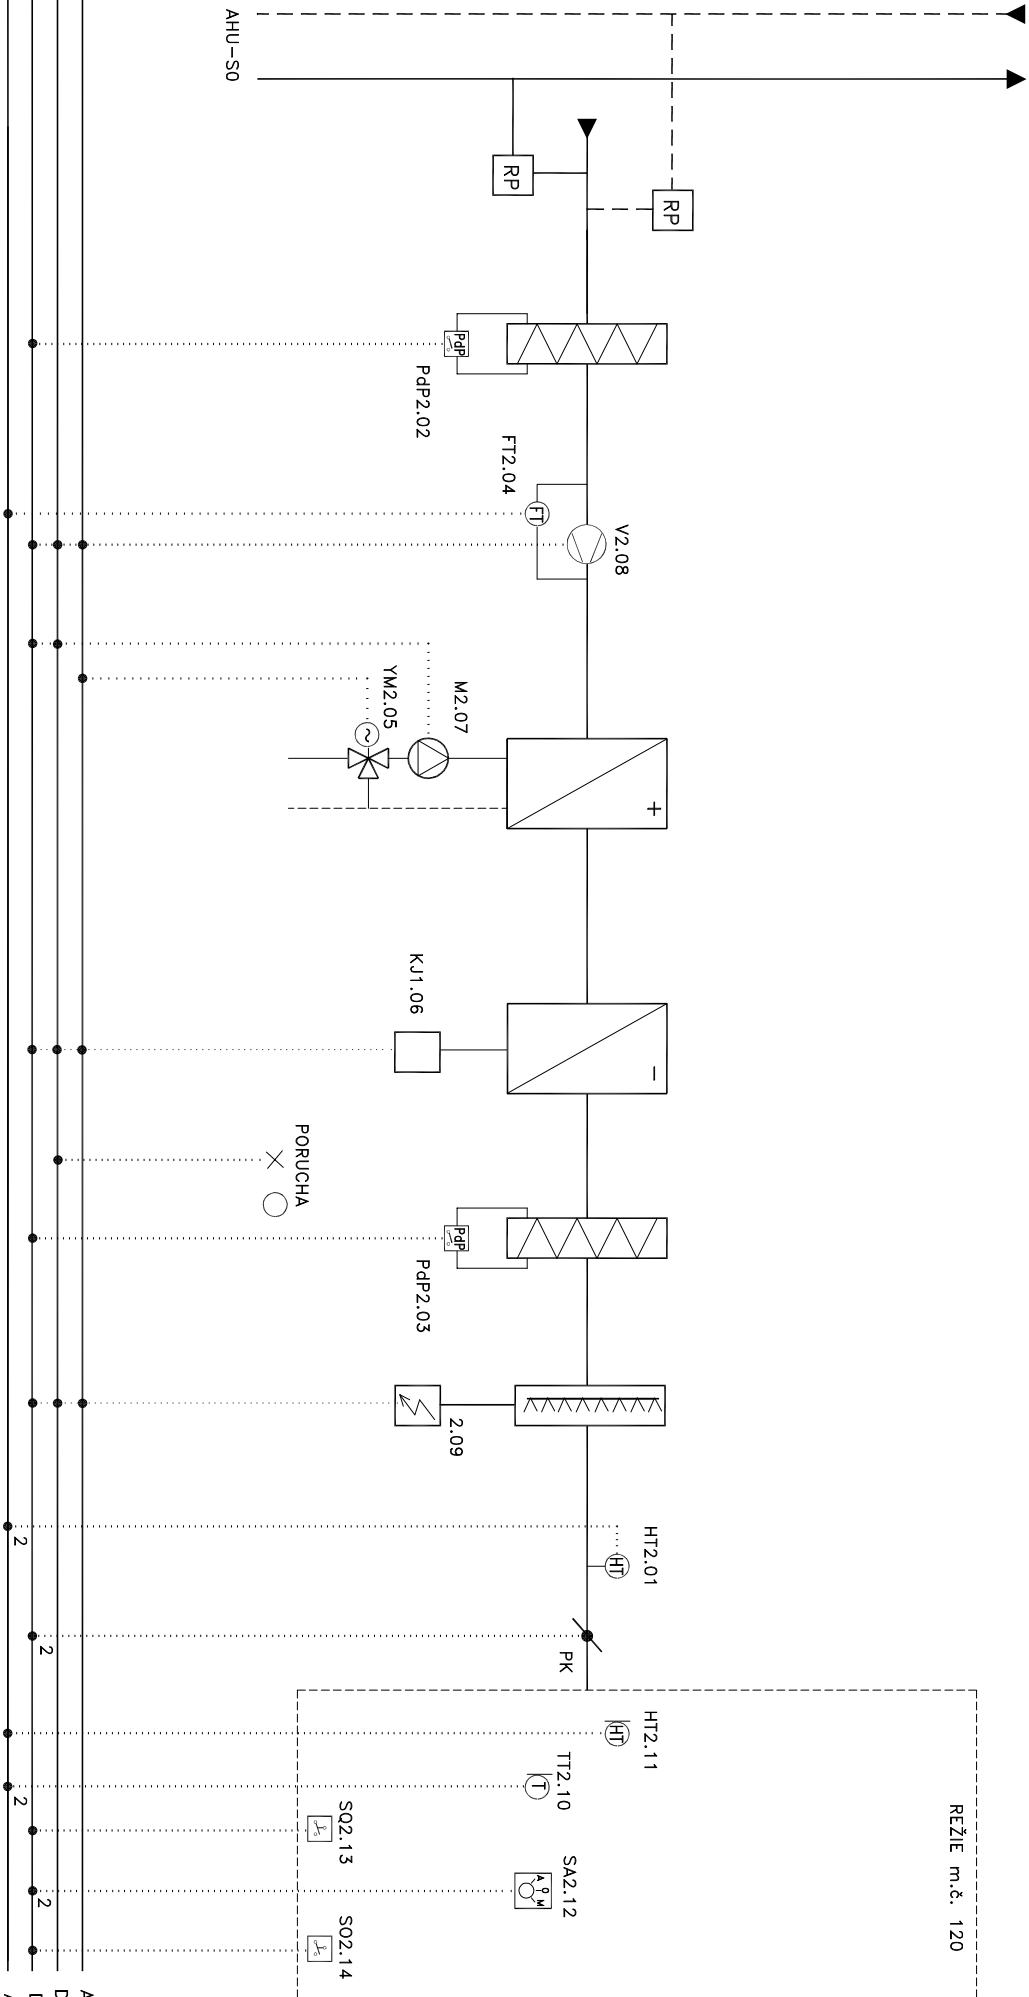 AHU-S0
RP
RP
PdP
PdP2.02
FT2.04
FT
V2.08
M2.07
YM2.05
~
+
KJ1.06
-
PORUCHA
PdP
PdP2.03
2.09
HT2.01
HT
2
2
PK
HT2.11
HT
TT2.10
T
2
REŽIE m.č. 120
SQ2.13
SA2.12
A O M
2
SO2.14